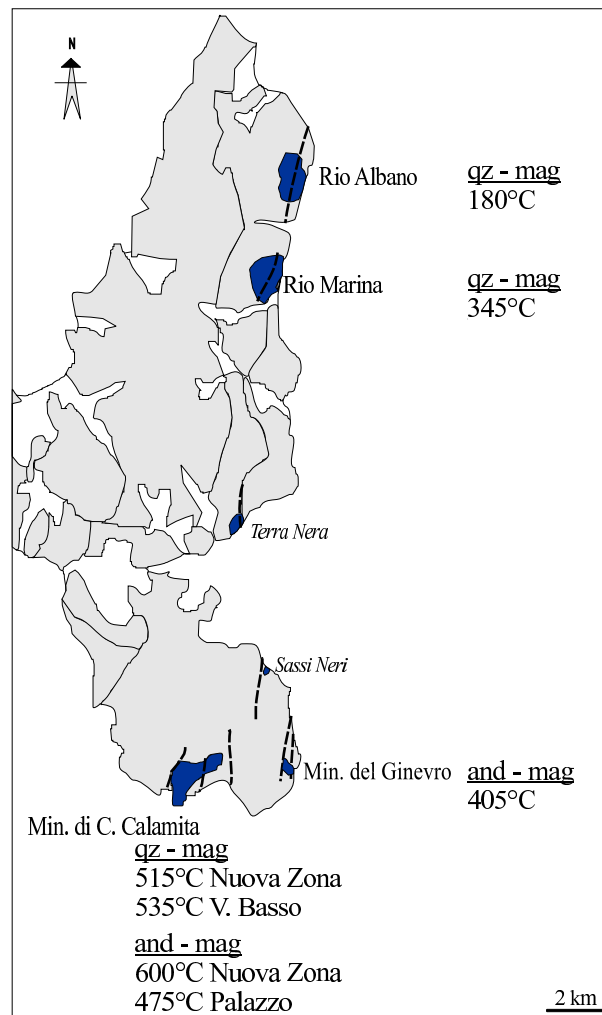 N
Rio Albano
qz - mag
180°C
Rio Marina
qz - mag
345°C
Terra Nera
Sassi Neri
Min. del Ginevro
and - mag
405°C
Min. di C. Calamita
qz - mag
515°C Nuova Zona
535°C V. Basso
and - mag
600°C Nuova Zona
475°C Palazzo
2 km